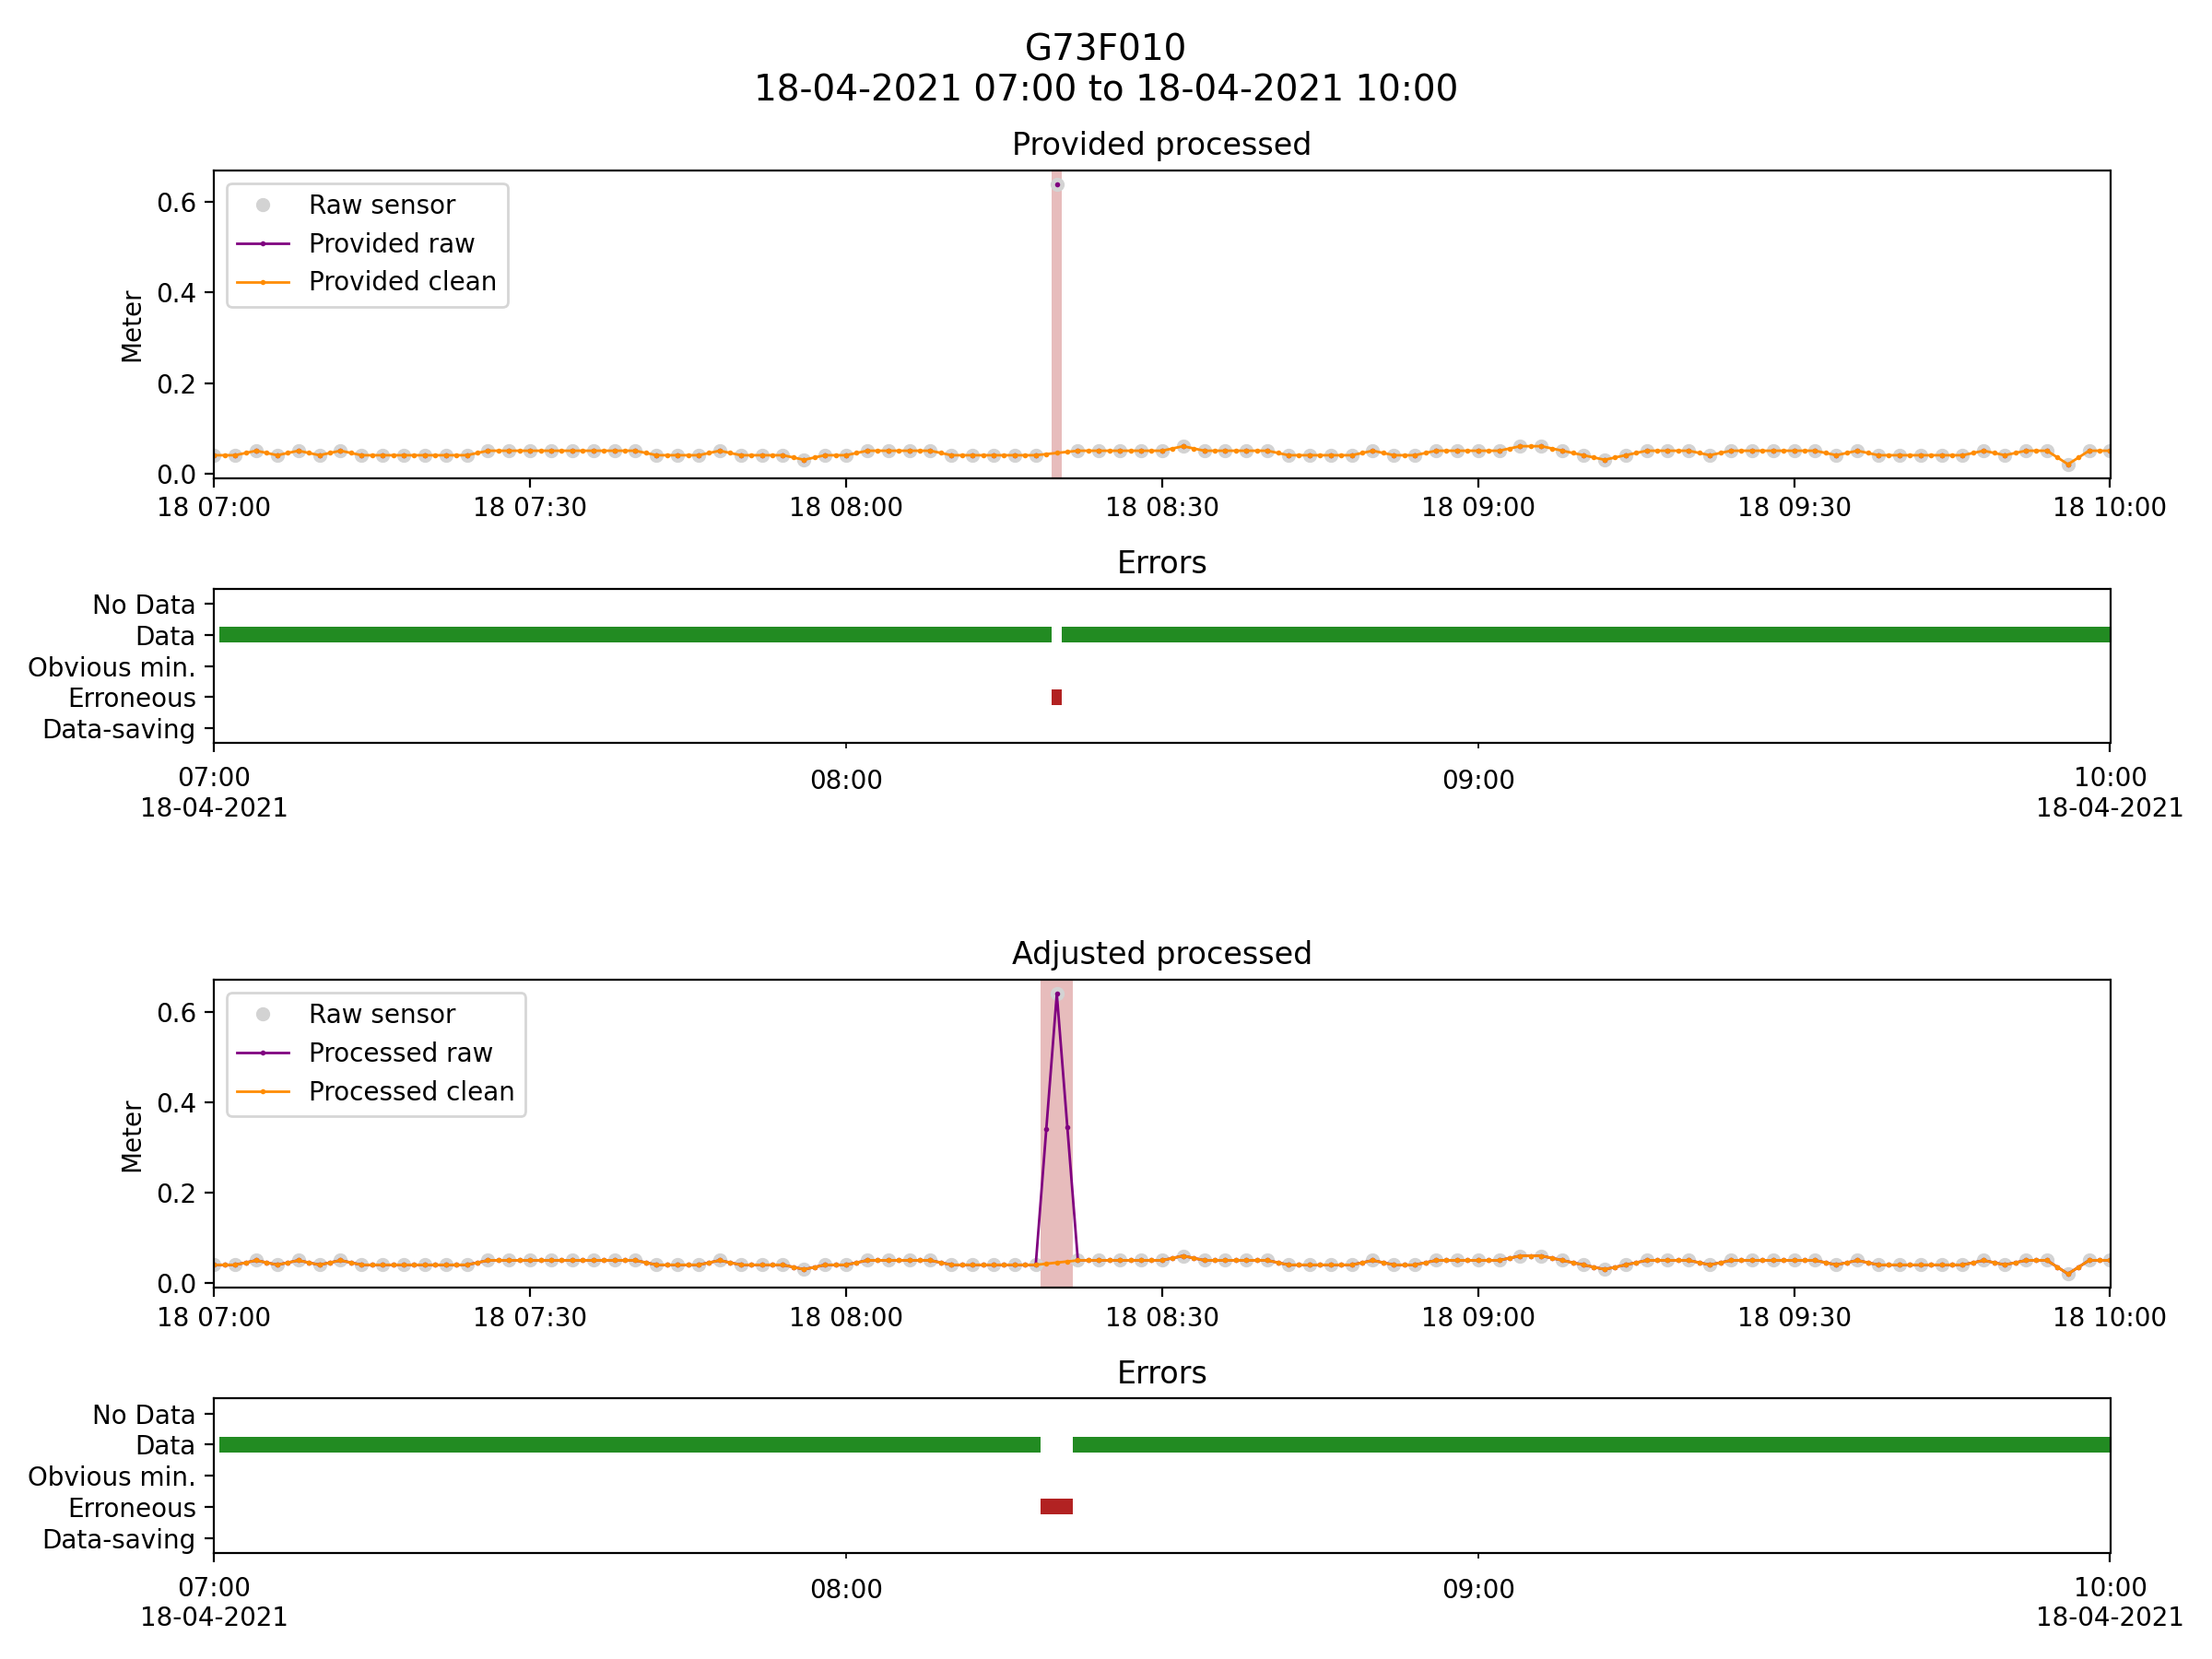 G73F010
18-04-2021 07:00 to 18-04-2021 10:00
Provided processed
Raw sensor
Provided raw
Provided clean
Meter
0.6
0.4
0.2
0.0
18 07:00 18 07:30 18 08:00 18 08:30 18 09:00 18 09:30 18 10:00
Errors
No Data
Data
Obvious min.
Erroneous
Data-saving
07:00 08:00 09:00 10:00
18-04-2021 18-04-2021
Adjusted processed
Raw sensor
Processed raw
Processed clean
Meter
0.6
0.4
0.2
0.0
18 07:00 18 07:30 18 08:00 18 08:30 18 09:00 18 09:30 18 10:00
Errors
No Data
Data
Obvious min.
Erroneous
Data-saving
07:00 08:00 09:00 10:00
18-04-2021 18-04-2021